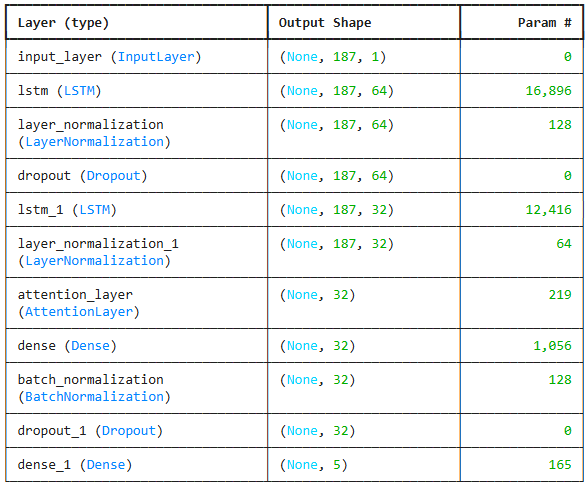 Layer (type) Output Shape Param #
input_layer (InputLayer) (None, 187, 1) 0
lstm (LSTM) (None, 187, 64) 16,896
layer_normalization (None, 187, 64) 128
(LayerNormalization)
dropout (Dropout) (None, 187, 64) 0
lstm_1 (LSTM) (None, 187, 32) 12,416
layer_normalization_1 (None, 187, 32) 64
(LayerNormalization)
attention_layer (None, 32) 219
(AttentionLayer)
dense (Dense) (None, 32) 1,056
batch_normalization (None, 32) 128
(BatchNormalization)
dropout_1 (Dropout) (None, 32) 0
dense_1 (Dense) (None, 5) 165